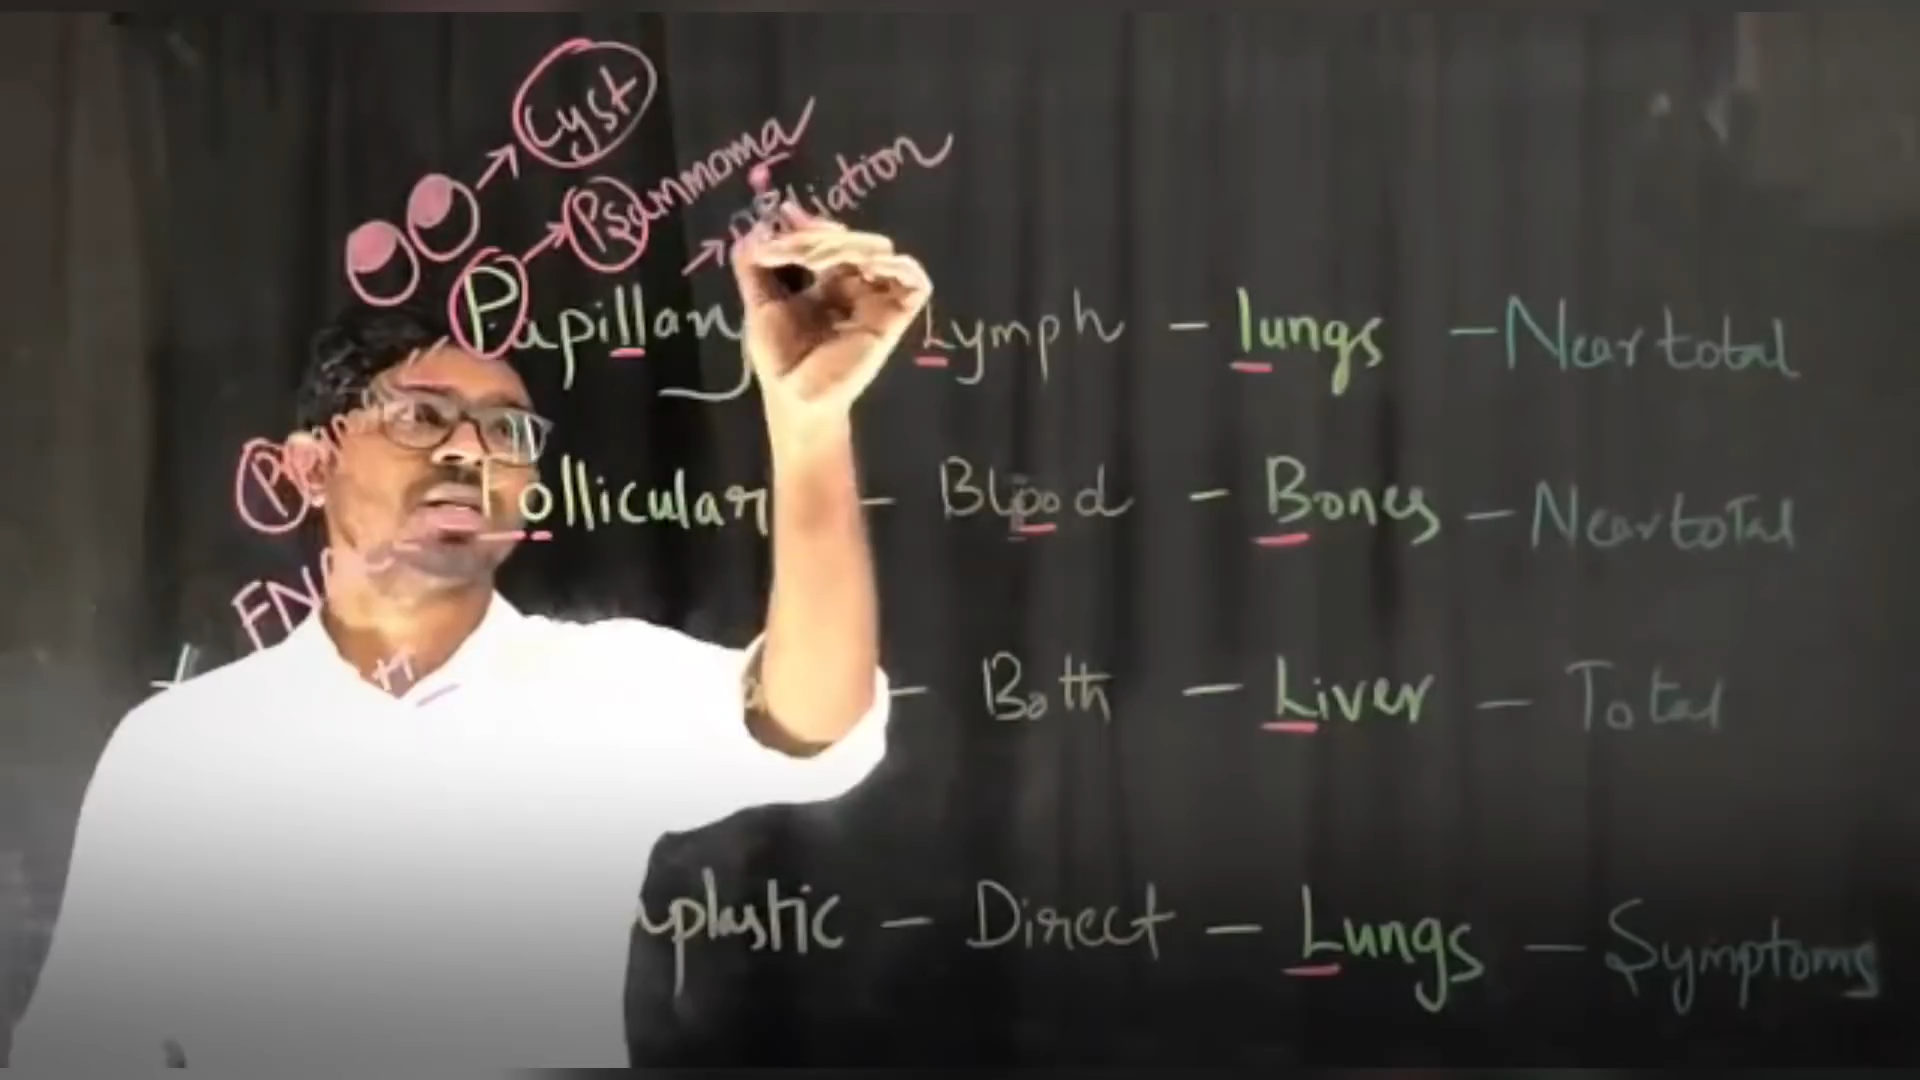 Cyst
Psammoma
Papillary Lymph - lungs - Near total
Follicular - Blood - Bones - Near total
FN
- Both - Liver - Total
plastic - Direct - Lungs - Symptoms